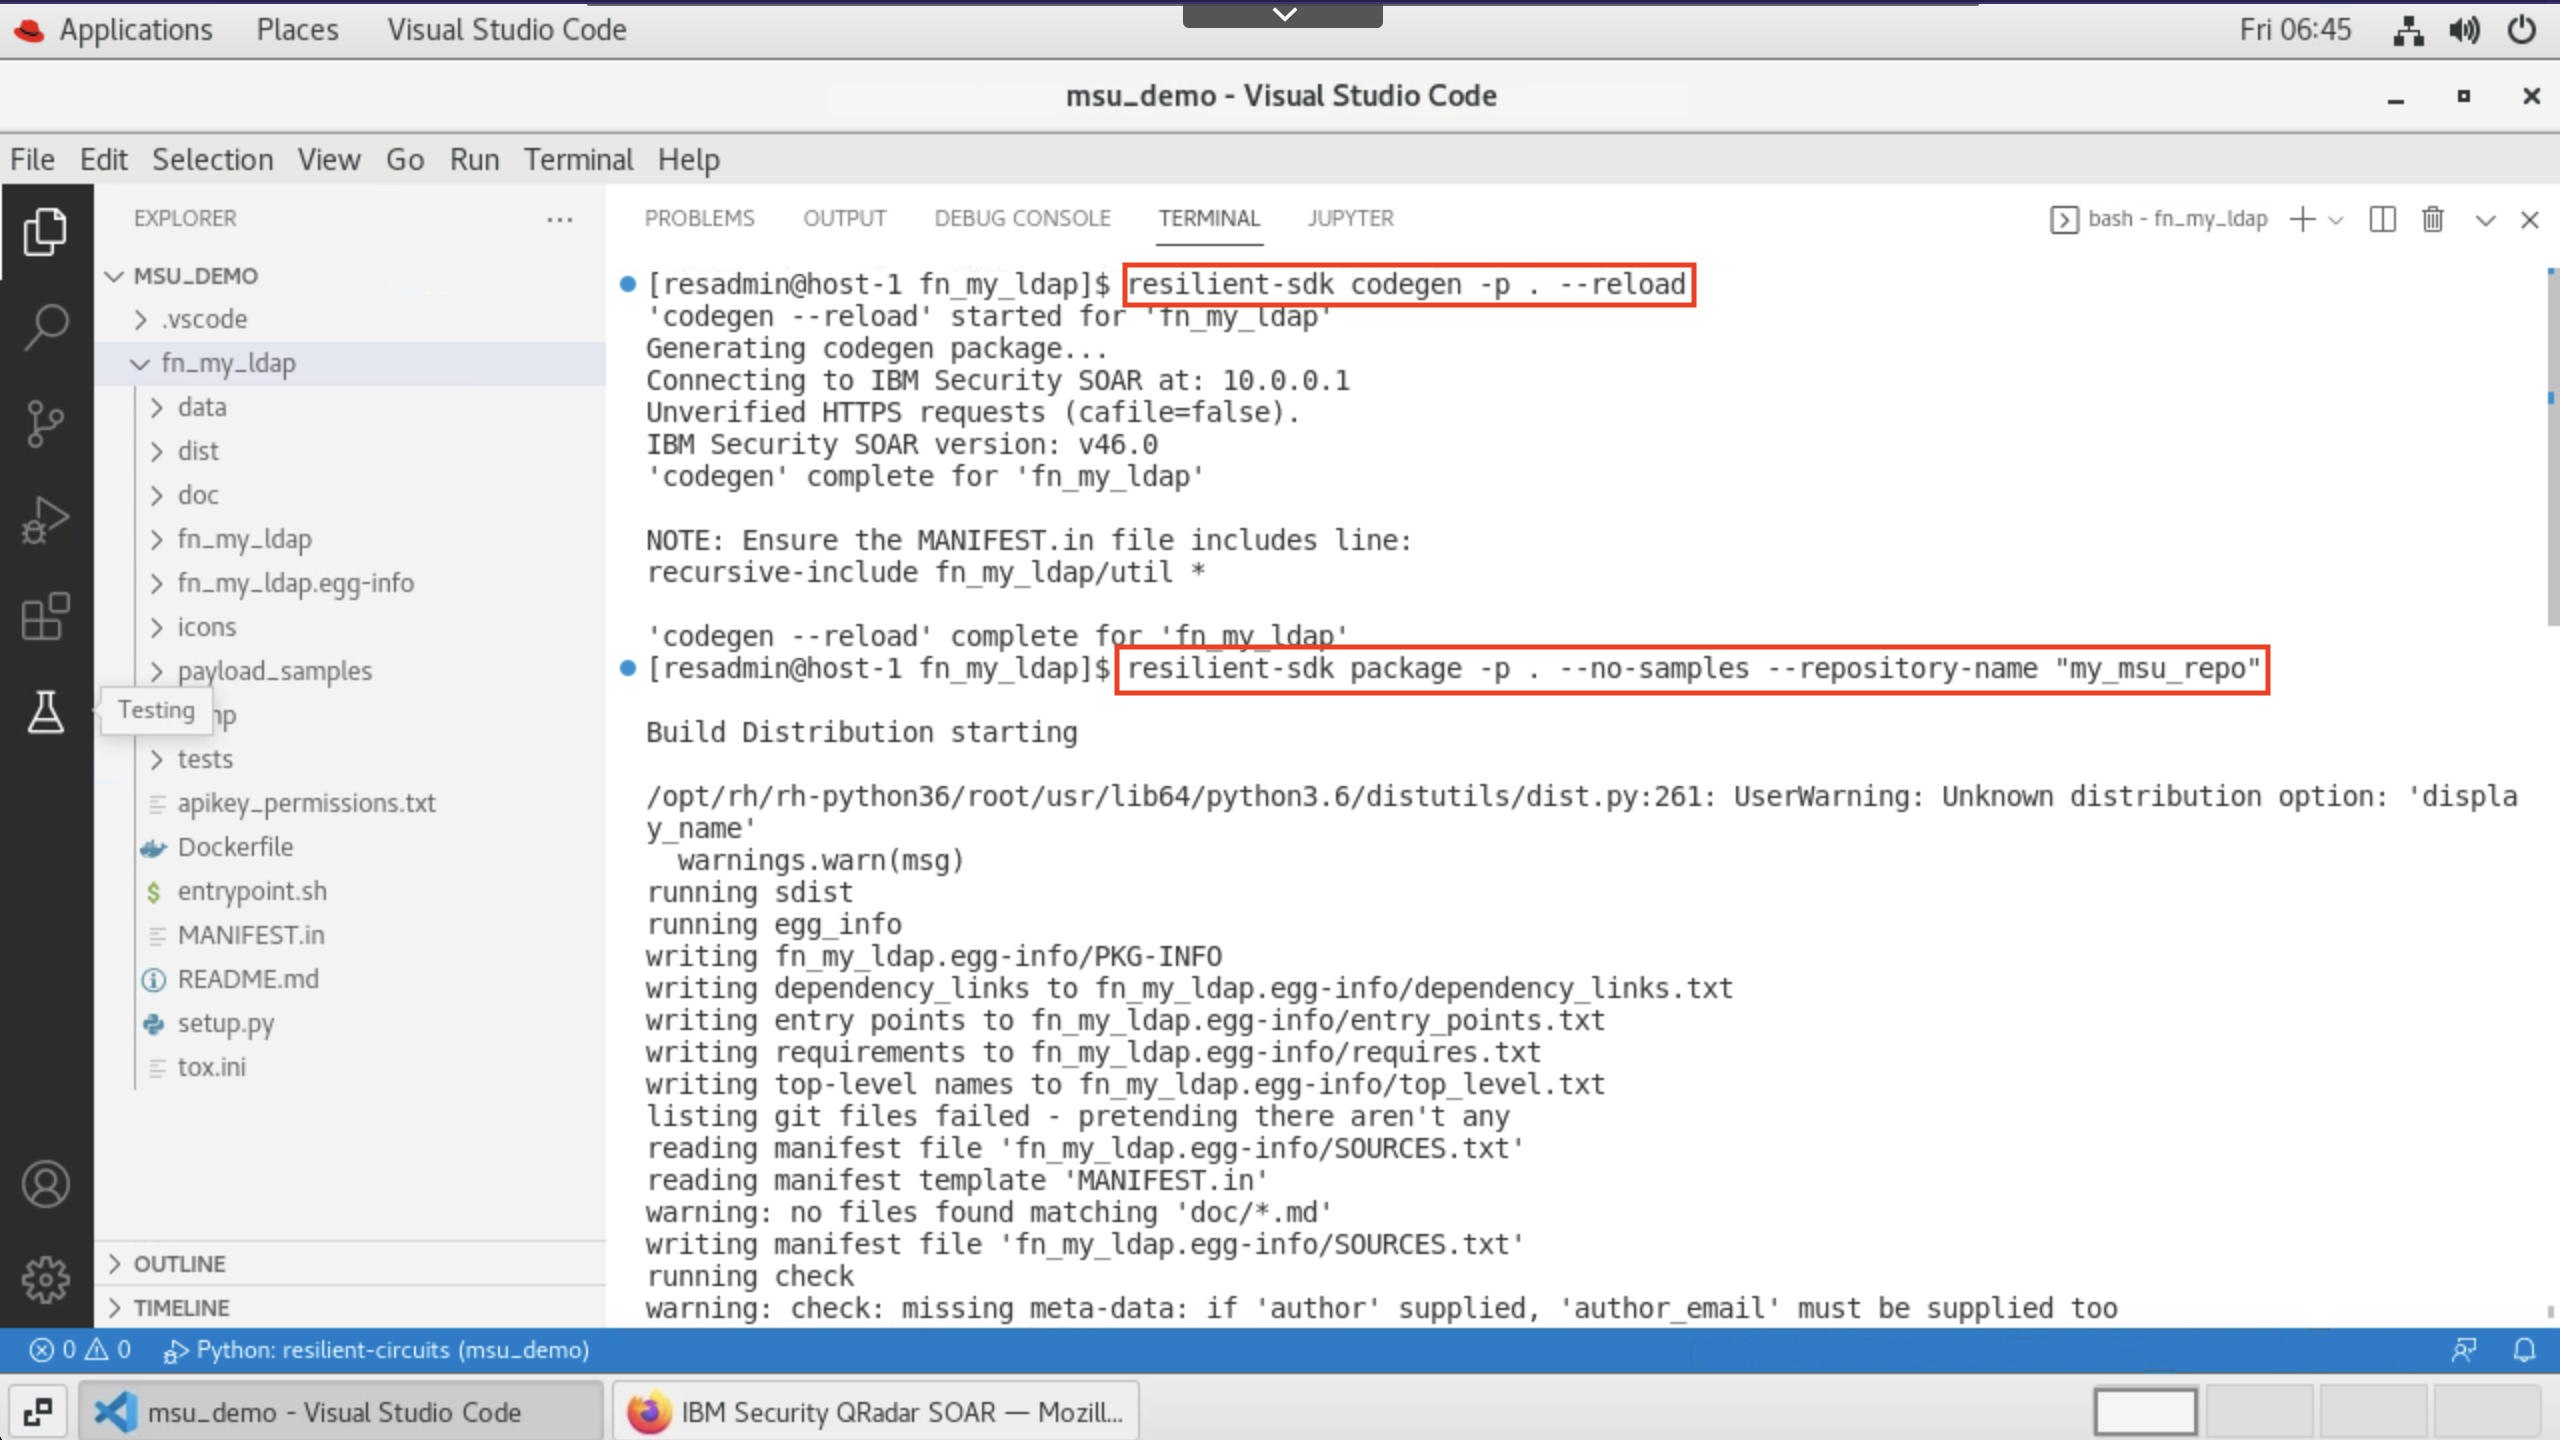 Applications Places Visual Studio Code Fri 06:45
msu_demo - Visual Studio Code
File Edit Selection View Go Run Terminal Help
EXPLORER
MSU_DEMO
.vscode
fn_my_ldap
data
dist
doc
fn_my_ldap
fn_my_ldap.egg-info
icons
payload_samples
Testing
tests
apikey_permissions.txt
Dockerfile
entrypoint.sh
MANIFEST.in
README.md
setup.py
tox.ini
OUTLINE
TIMELINE
PROBLEMS OUTPUT DEBUG CONSOLE TERMINAL JUPYTER bash - fn_my_ldap
[resadmin@host-1 fn_my_ldap]$ resilient-sdk codegen -p . --reload
'codegen --reload' started for 'fn_my_ldap'
Generating codegen package...
Connecting to IBM Security SOAR at: 10.0.0.1
Unverified HTTPS requests (cafile=false).
IBM Security SOAR version: v46.0
'codegen' complete for 'fn_my_ldap'
NOTE: Ensure the MANIFEST.in file includes line:
recursive-include fn_my_ldap/util *
'codegen --reload' complete for 'fn_my_ldap'
[resadmin@host-1 fn_my_ldap]$ resilient-sdk package -p . --no-samples --repository-name "my_msu_repo"
Build Distribution starting
/opt/rh/rh-python36/root/usr/lib64/python3.6/distutils/dist.py:261: UserWarning: Unknown distribution option: 'displa
y_name'
warnings.warn(msg)
running sdist
running egg_info
writing fn_my_ldap.egg-info/PKG-INFO
writing dependency_links to fn_my_ldap.egg-info/dependency_links.txt
writing entry points to fn_my_ldap.egg-info/entry_points.txt
writing requirements to fn_my_ldap.egg-info/requires.txt
writing top-level names to fn_my_ldap.egg-info/top_level.txt
listing git files failed - pretending there aren't any
reading manifest file 'fn_my_ldap.egg-info/SOURCES.txt'
reading manifest template 'MANIFEST.in'
warning: no files found matching 'doc/*.md'
writing manifest file 'fn_my_ldap.egg-info/SOURCES.txt'
running check
warning: check: missing meta-data: if 'author' supplied, 'author_email' must be supplied too
0 0 Python: resilient-circuits (msu_demo)
msu_demo - Visual Studio Code IBM Security QRadar SOAR — Mozill...